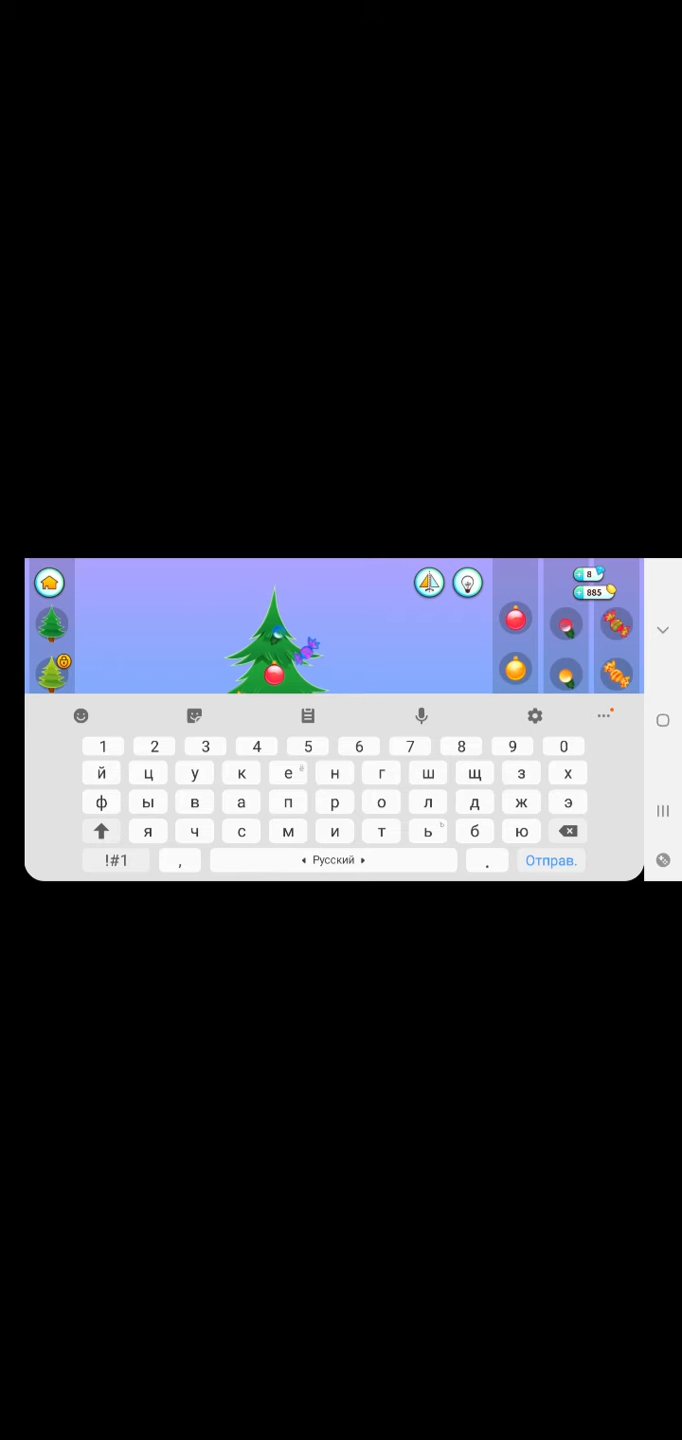 8
885
1 2 3 4 5 6 7 8 9 0
й ц у к е ё н г ш щ з х
ф ы в а п р о л д ж э
я ч с м и т ь ъ б ю
!#1 , Русский . Отправ.